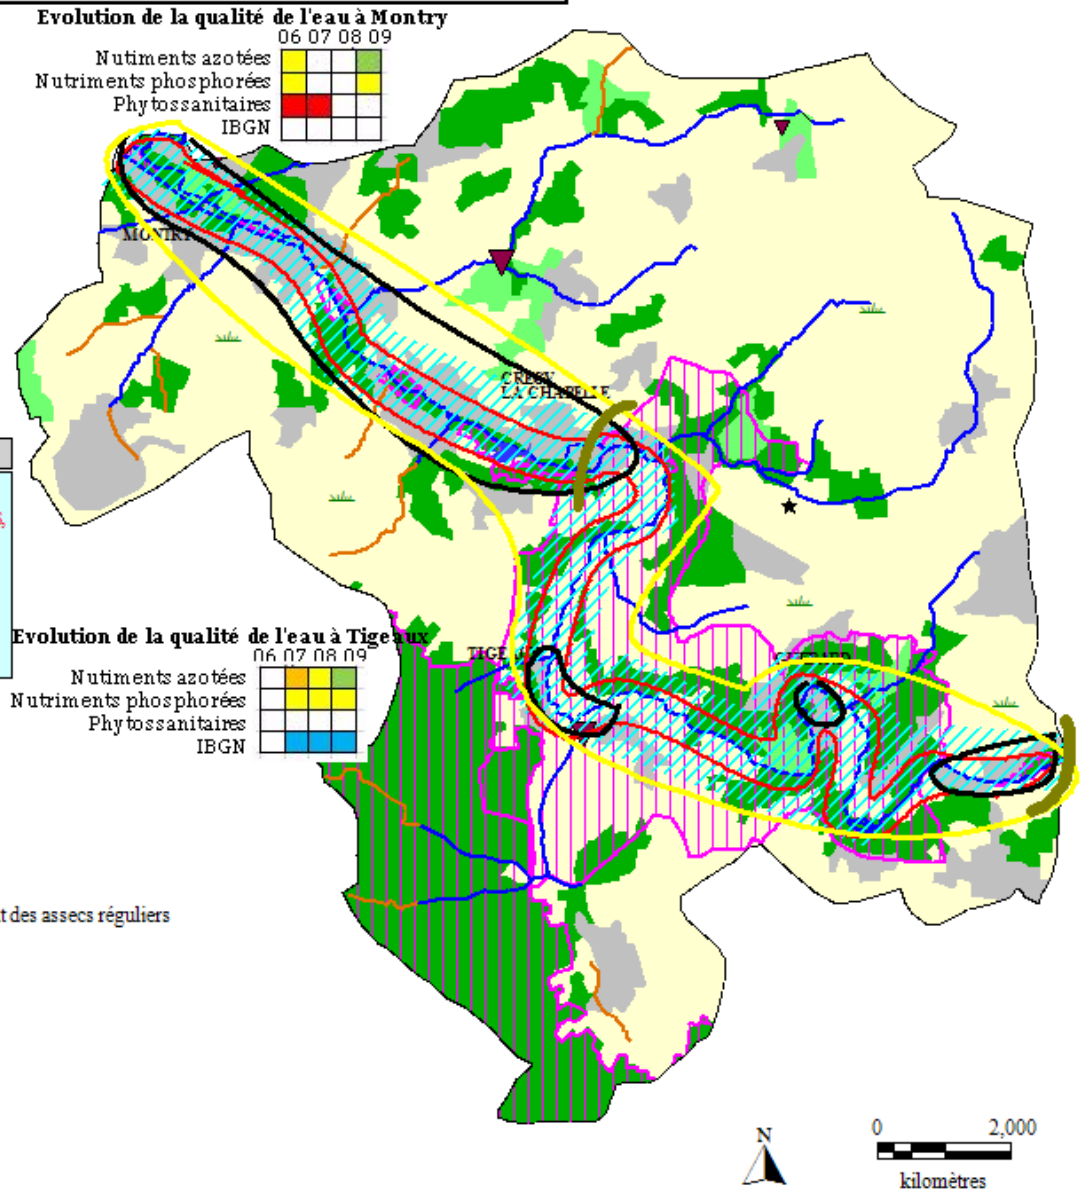 Evolution de la qualité de l'eau à Montry
06 07 08 09
Nutiments azotées
Nutriments phosphorées
Phytossanitaires
IBGN
MONTRY
CRECY
LA CHAPELLE
Evolution de la qualité de l'eau à Tigeaux
06 07 08 09
Nutiments azotées
Nutriments phosphorées
Phytossanitaires
IBGN
t des assecs réguliers
N
0 2,000
kilomètres